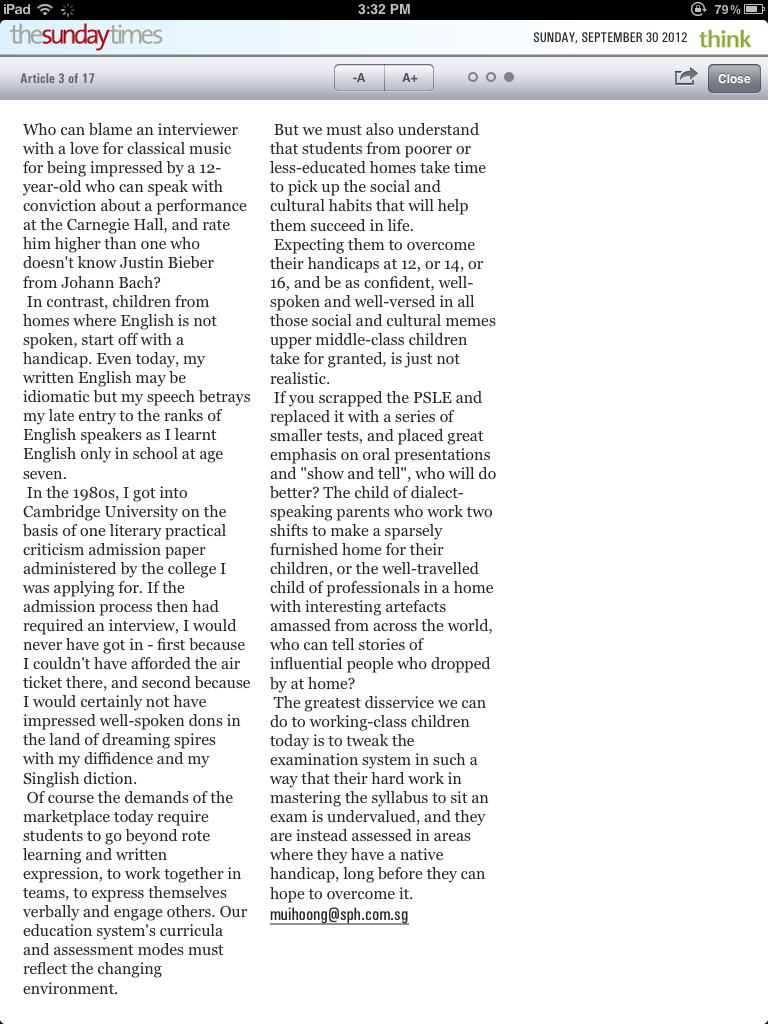 iPad
3:32 PM
79%
thesundaytimes
SUNDAY, SEPTEMBER 30 2012
think
Article 3 of 17
-A
A+
Close
Who can blame an interviewer
with a love for classical music
for being impressed by a 12-
year-old who can speak with
conviction about a performance
at the Carnegie Hall, and rate
him higher than one who
doesn't know Justin Bieber
from Johann Bach?
In contrast, children from
homes where English is not
spoken, start off with a
handicap. Even today, my
written English may be
idiomatic but my speech betrays
my late entry to the ranks of
English speakers as I learnt
English only in school at age
seven.
In the 1980s, I got into
Cambridge University on the
basis of one literary practical
criticism admission paper
administered by the college I
was applying for. If the
admission process then had
required an interview, I would
never have got in - first because
I couldn't have afforded the air
ticket there, and second because
I would certainly not have
impressed well-spoken dons in
the land of dreaming spires
with my diffidence and my
Singlish diction.
Of course the demands of the
marketplace today require
students to go beyond rote
learning and written
expression, to work together in
teams, to express themselves
verbally and engage others. Our
education system's curricula
and assessment modes must
reflect the changing
environment.
But we must also understand
that students from poorer or
less-educated homes take time
to pick up the social and
cultural habits that will help
them succeed in life.
Expecting them to overcome
their handicaps at 12, or 14, or
16, and be as confident, well-
spoken and well-versed in all
those social and cultural memes
upper middle-class children
take for granted, is just not
realistic.
If you scrapped the PSLE and
replaced it with a series of
smaller tests, and placed great
emphasis on oral presentations
and "show and tell", who will do
better? The child of dialect-
speaking parents who work two
shifts to make a sparsely
furnished home for their
children, or the well-travelled
child of professionals in a home
with interesting artefacts
amassed from across the world,
who can tell stories of
influential people who dropped
by at home?
The greatest disservice we can
do to working-class children
today is to tweak the
examination system in such a
way that their hard work in
mastering the syllabus to sit an
exam is undervalued, and they
are instead assessed in areas
where they have a native
handicap, long before they can
hope to overcome it.
muihoong@sph.com.sg